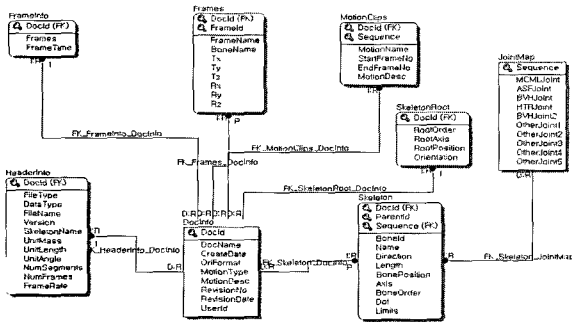 FrameInfo
DocId (FK)
Frames
FrameTime
Frames
DocId (FK)
FrameId
FrameName
BoneName
Tx
Ty
Tz
Rx
Ry
Rz
MotionClips
DocId (FK)
Sequence
MotionName
StartFrameNo
EndFrameNo
MotionDesc
JointMap
Sequence
MCMLJoint
ASFJoint
BVHJoint
HTRJoint
BVHJoint2
OtherJoint1
OtherJoint2
OtherJoint3
OtherJoint4
OtherJoint5
SkeletonRoot
DocId (FK)
RootOrder
RootAxis
RootPosition
Orientation
FK_FrameInfo_DocInfo
FK_Frames_DocInfo
FK_MotionClips_DocInfo
FK_SkeletonRoot_DocInfo
HeaderInfo
DocId (FK)
FileType
DataType
FileName
Version
SkeletonName
UnitMass
UnitLength
UnitAngle
NumSegments
NumFrames
FrameRate
_HeaderInfo_DocInfo
D:R
D:R D:R D:R D:R
DocInfo
DocId
DocName
CreateDate
OriFormat
MotionType
MotionDesc
RevisionNo
RevisionDate
UserId
FK_Skeleton_DocInfo
Skeleton
DocId (FK)
ParentId
Sequence (FK)
BoneId
Name
Direction
Length
BonePosition
Axis
BoneOrder
Dof
Limits
D:R
FK_Skeleton_JointMap